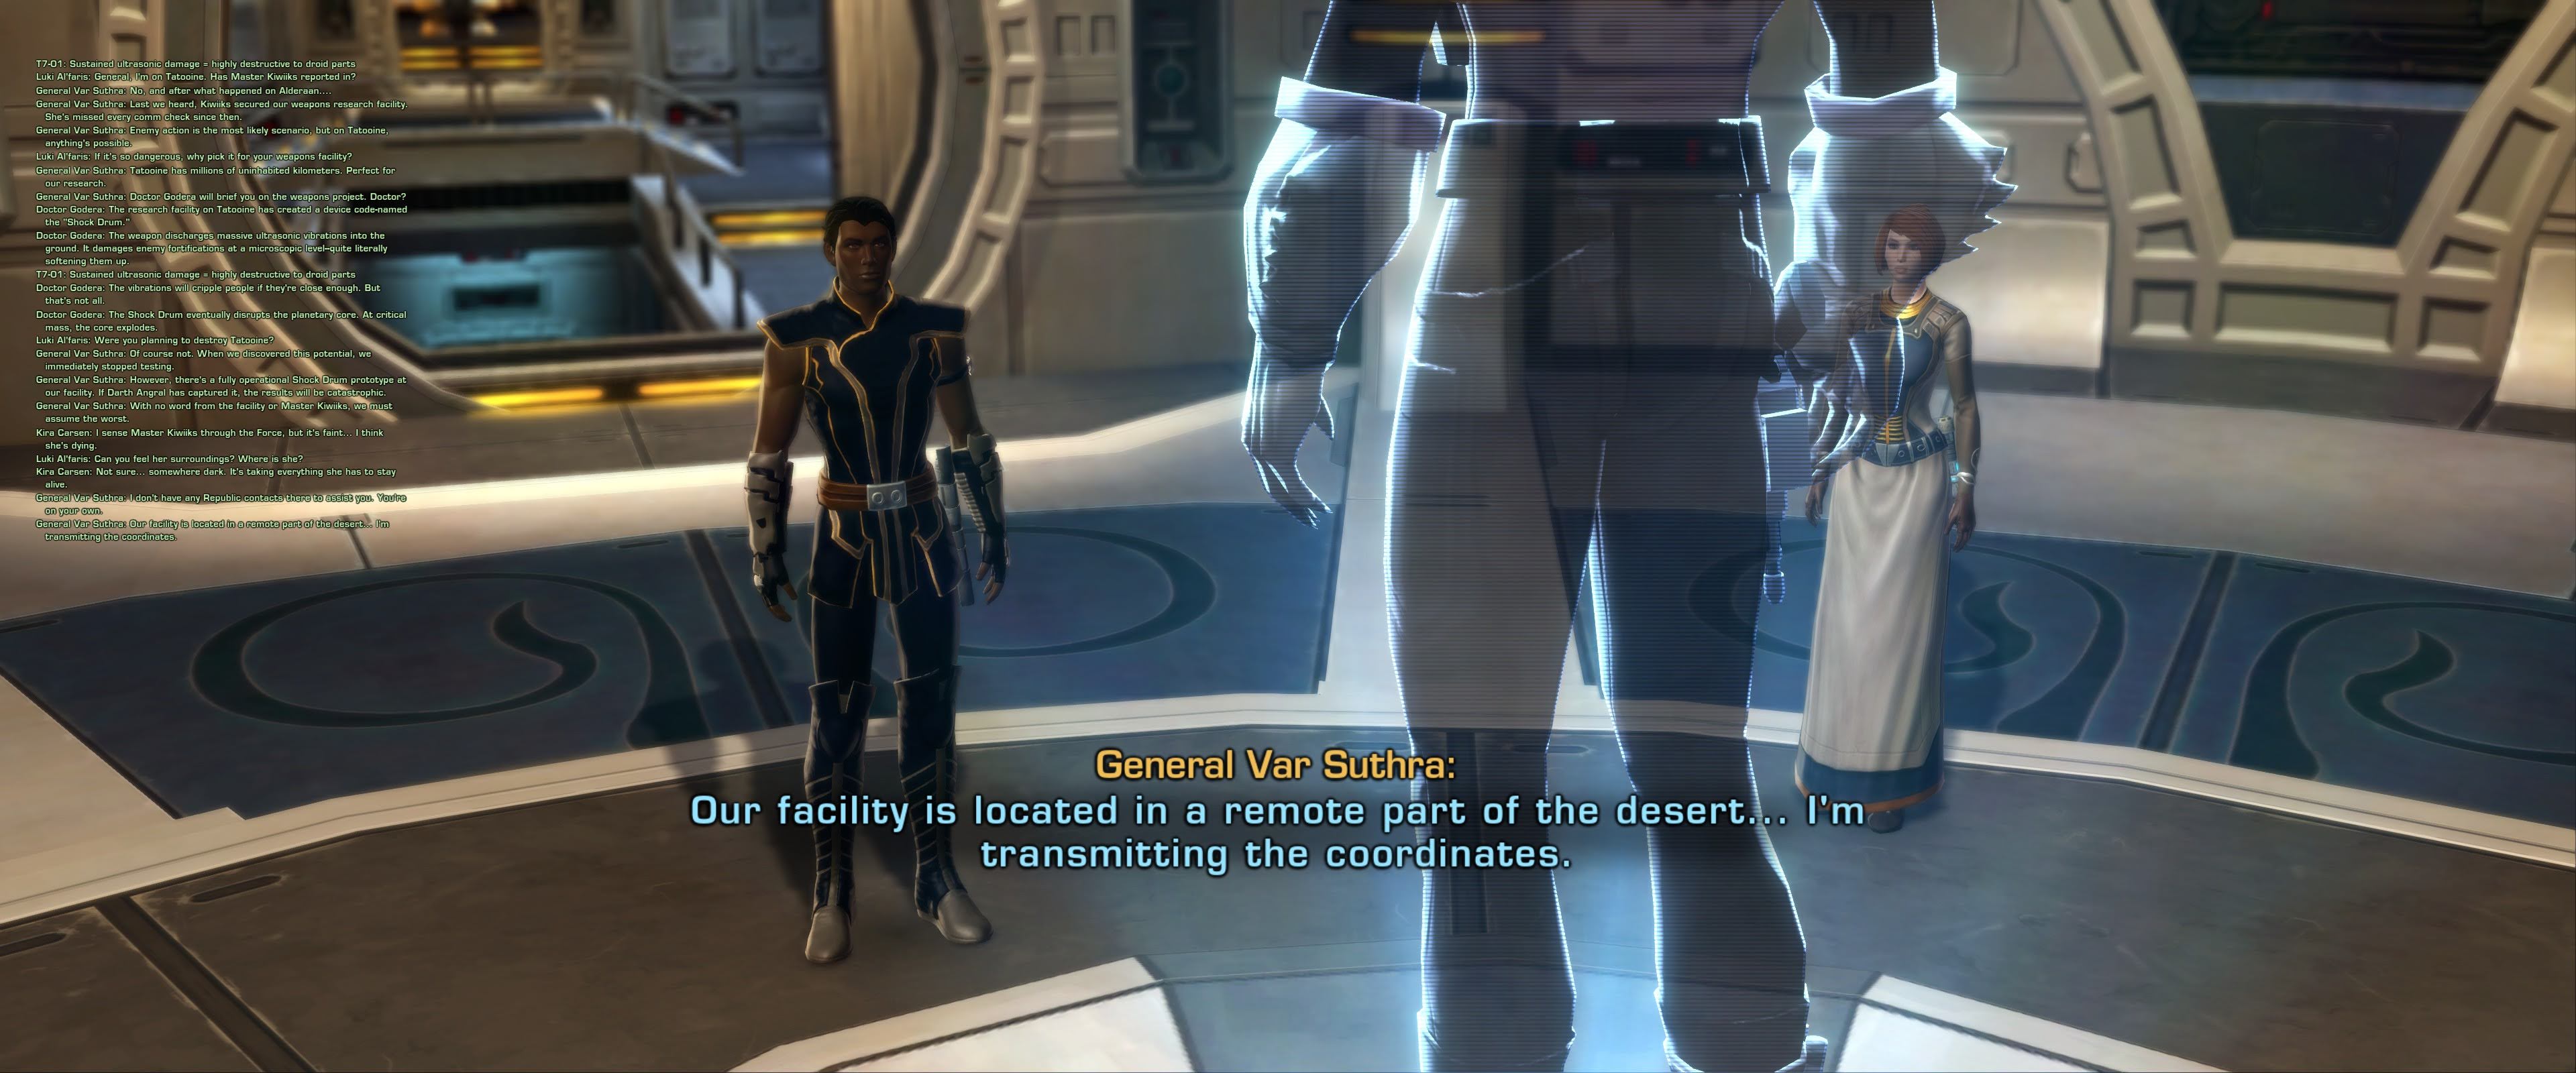 T7-O1: Sustained ultrasonic damage = highly destructive to droid parts
Luki Al'faris: General, I'm on Tatooine. Has Master Kiwiiks reported in?
General Var Suthra: No, and after what happened on Alderaan....
General Var Suthra: Last we heard, Kiwiiks secured our weapons research facility.
She's missed every comm check since then.
General Var Suthra: Enemy action is the most likely scenario, but on Tatooine,
anything's possible.
Luki Al'faris: If it's so dangerous, why pick it for your weapons facility?
General Var Suthra: Tatooine has millions of uninhabited kilometers. Perfect for
our research.
General Var Suthra: Doctor Godera will brief you on the weapons project. Doctor?
Doctor Godera: The research facility on Tatooine has created a device code-named
the "Shock Drum."
Doctor Godera: The weapon discharges massive ultrasonic vibrations into the
ground. It damages enemy fortifications at a microscopic level–quite literally
softening them up.
T7-O1: Sustained ultrasonic damage = highly destructive to droid parts
Doctor Godera: The vibrations will cripple people if they're close enough. But
that's not all.
Doctor Godera: The Shock Drum eventually disrupts the planetary core. At critical
mass, the core explodes.
Luki Al'faris: Were you planning to destroy Tatooine?
General Var Suthra: Of course not. When we discovered this potential, we
immediately stopped testing.
General Var Suthra: However, there's a fully operational Shock Drum prototype at
our facility. If Darth Angral has captured it, the results will be catastrophic.
General Var Suthra: With no word from the facility or Master Kiwiiks, we must
assume the worst.
Kira Carsen: I sense Master Kiwiiks through the Force, but it's faint... I think
she's dying.
Luki Al'faris: Can you feel her surroundings? Where is she?
Kira Carsen: Not sure... somewhere dark. It's taking everything she has to stay
alive.
General Var Suthra: I don't have any Republic contacts there to assist you. You're
on your own.
General Var Suthra: Our facility is located in a remote part of the desert... I'm
transmitting the coordinates.
General Var Suthra:
Our facility is located in a remote part of the desert... I'm
transmitting the coordinates.